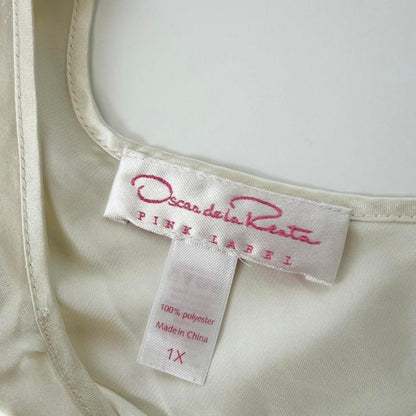 Oscar de la Renta
PINK LABEL
100% polyester
Made in China
1X